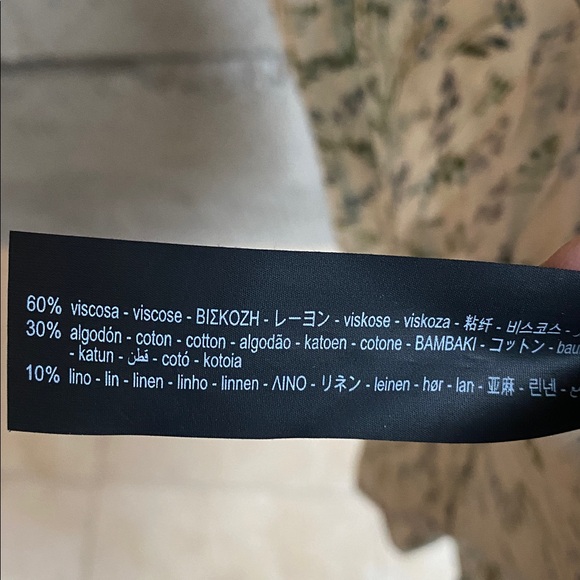 60% viscosa - viscose - ΒΙΣΚΟΖΗ - レーヨン - viskose - viskoza - 粘纤 - 비스코스 -
30% algodón - coton - cotton - algodão - katoen - cotone - BAMBAKI - コットン - bau
- katun - قطن - cotó - kotoia
10% lino - lin - linen - linho - linnen - ΛΙΝΟ - リネン - leinen - hør - lan - 亚麻 - 린넨 -